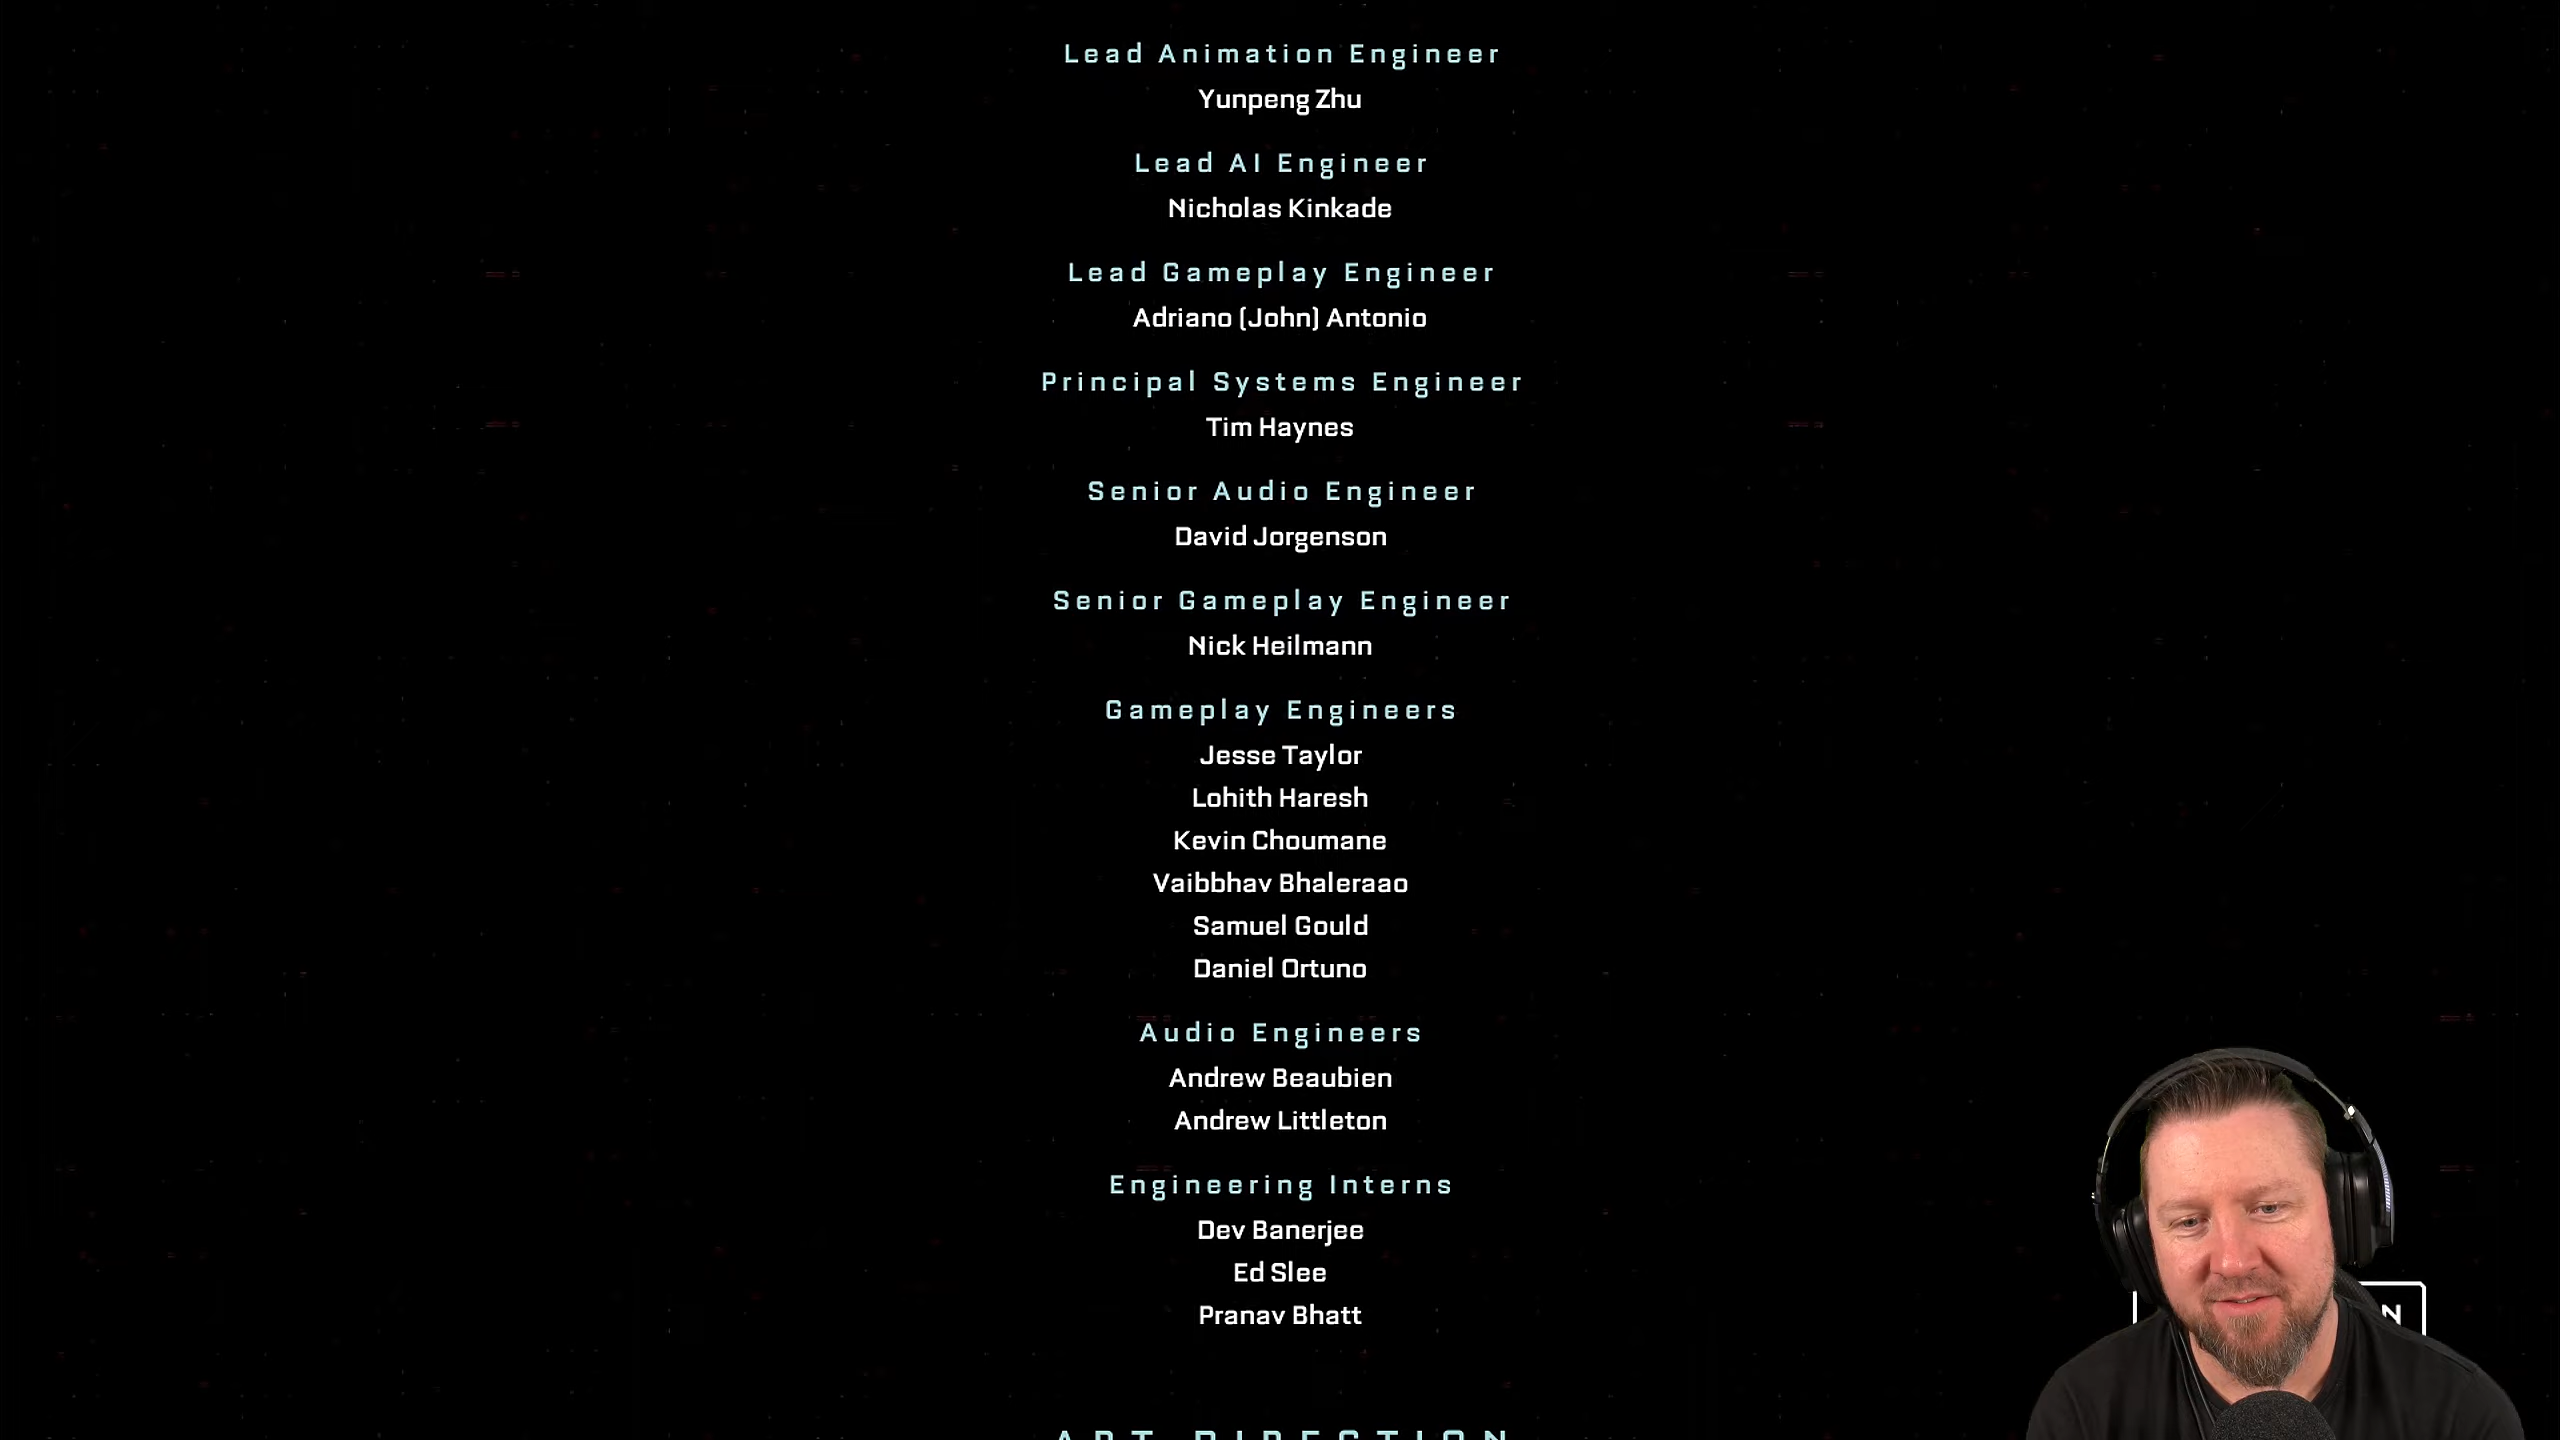 Lead Animation Engineer
Yunpeng Zhu
Lead AI Engineer
Nicholas Kinkade
Lead Gameplay Engineer
Adriano (John) Antonio
Principal Systems Engineer
Tim Haynes
Senior Audio Engineer
David Jorgenson
Senior Gameplay Engineer
Nick Heilmann
Gameplay Engineers
Jesse Taylor
Lohith Haresh
Kevin Choumane
Vaibbhav Bhaleraao
Samuel Gould
Daniel Ortuno
Audio Engineers
Andrew Beaubien
Andrew Littleton
Engineering Interns
Dev Banerjee
Ed Slee
Pranav Bhatt
ART DIRECTION